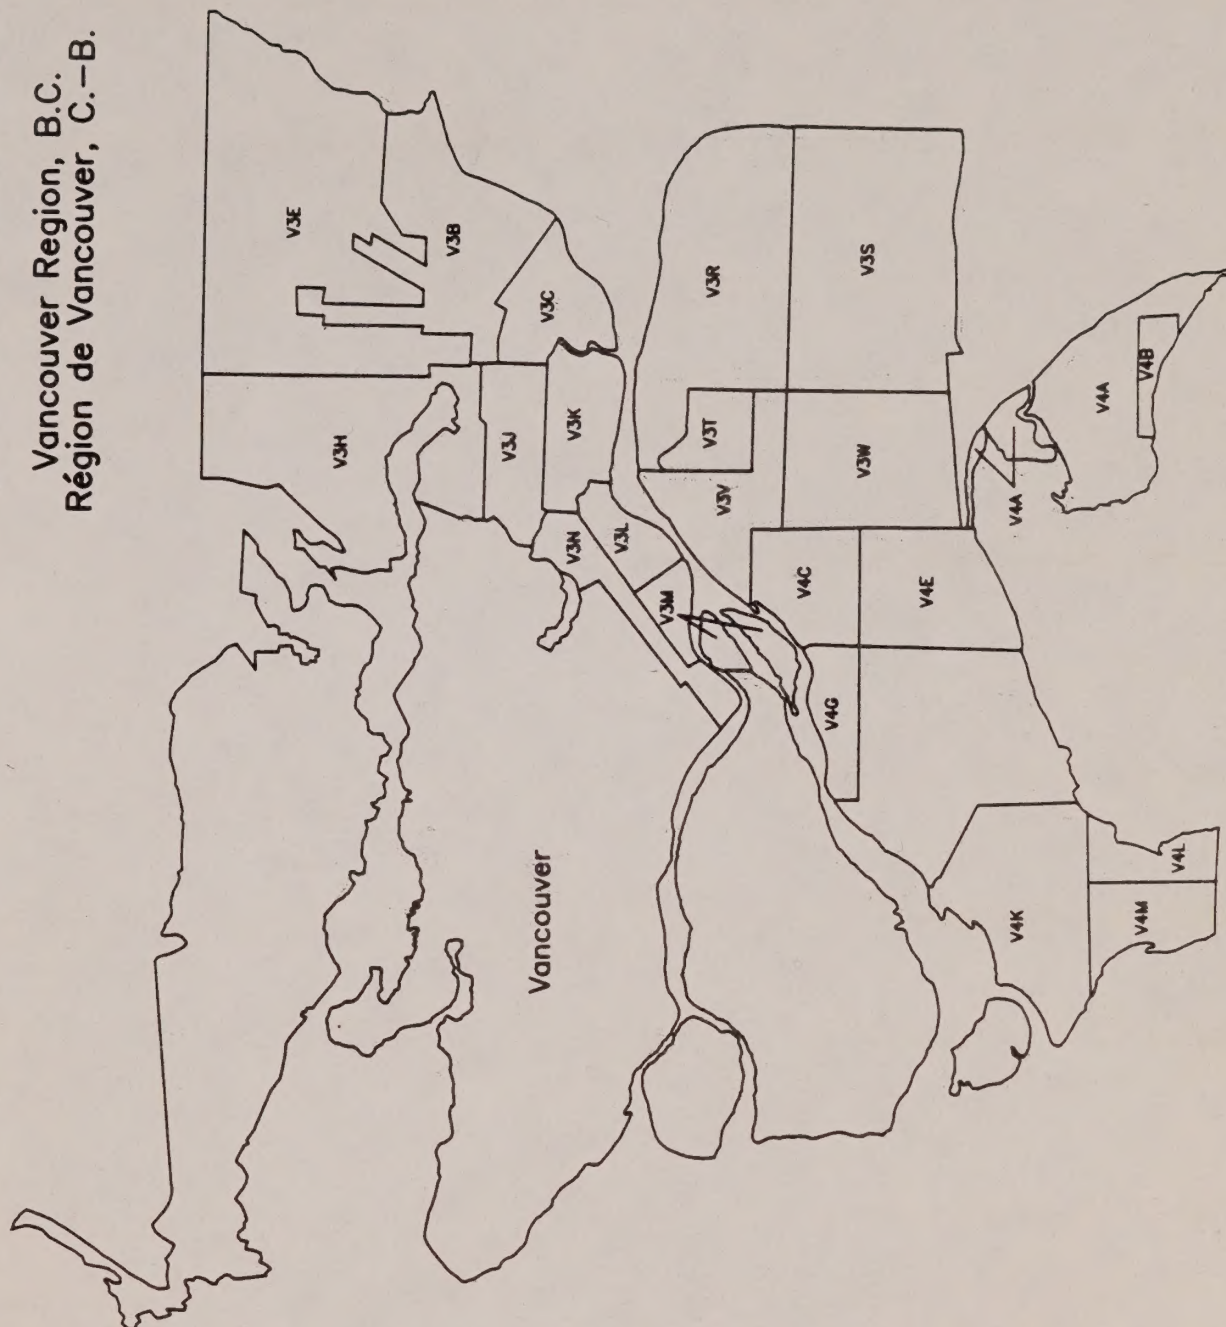 Vancouver Region, B.C.
Région de Vancouver, C.-B.
V3E
V3B
V3H
V3C
V3J
V3K
V3N
V3L
V3M
V3R
V3S
V3T
V3V
V3W
V4A
V4B
V4A
V4C
V4E
V4G
Vancouver
V4K
V4L
V4M